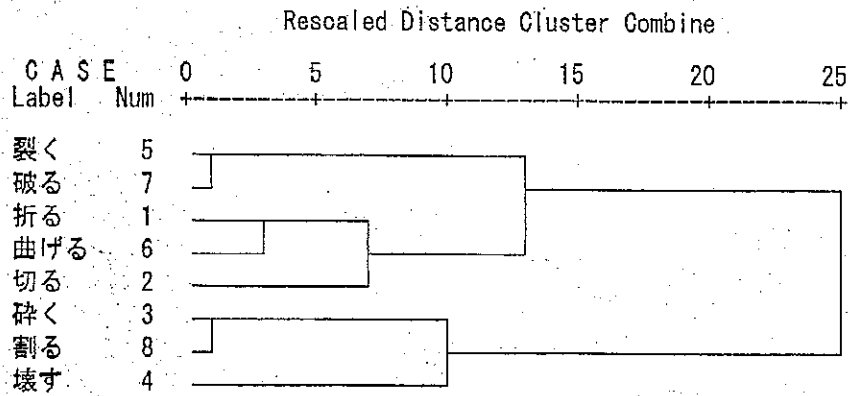 Rescaled Distance Cluster Combine
C A S E 0 5 10 15 20 25
Label Num +---------+---------+---------+---------+---------+
裂く 5
破る 7
折る 1
曲げる 6
切る 2
砕く 3
割る 8
壊す 4